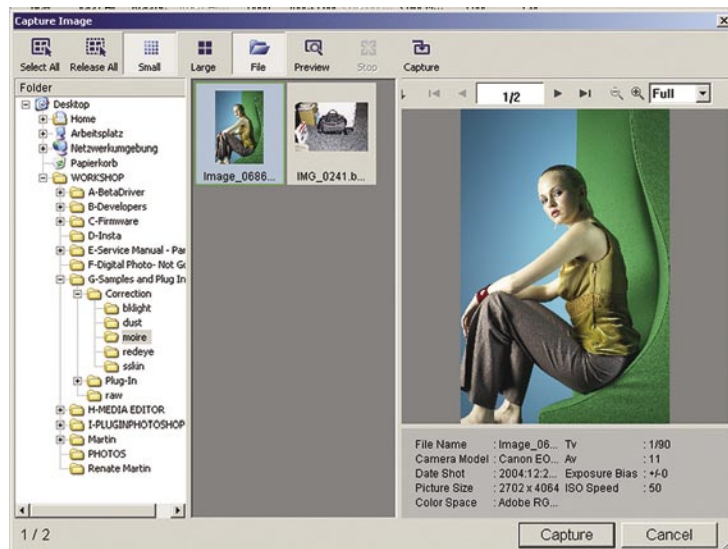 Capture Image
Select All Release All Small Large File Preview Stop Capture
Folder
Desktop
Home
Arbeitsplatz
Netzwerkumgebung
Papierkorb
WORKSHOP
A-BetaDriver
B-Developers
C-Firmware
D-Insta
E-Service Manual - Par
F-Digital Photo- Not Go
G-Samples and Plug In
Correction
bklight
dust
moire
redeye
sskin
Plug-In
raw
H-MEDIA EDITOR
I-PLUGINPHOTOSHOP
Martin
PHOTOS
Renate Martin
1 / 2
Image_0686... IMG_0241.b...
1/2 Full
File Name : Image_06... Tv : 1/90
Camera Model : Canon EO... Av : 11
Date Shot : 2004:12:2... Exposure Bias : +/-0
Picture Size : 2702 x 4064 ISO Speed : 50
Color Space : Adobe RG...
Capture Cancel